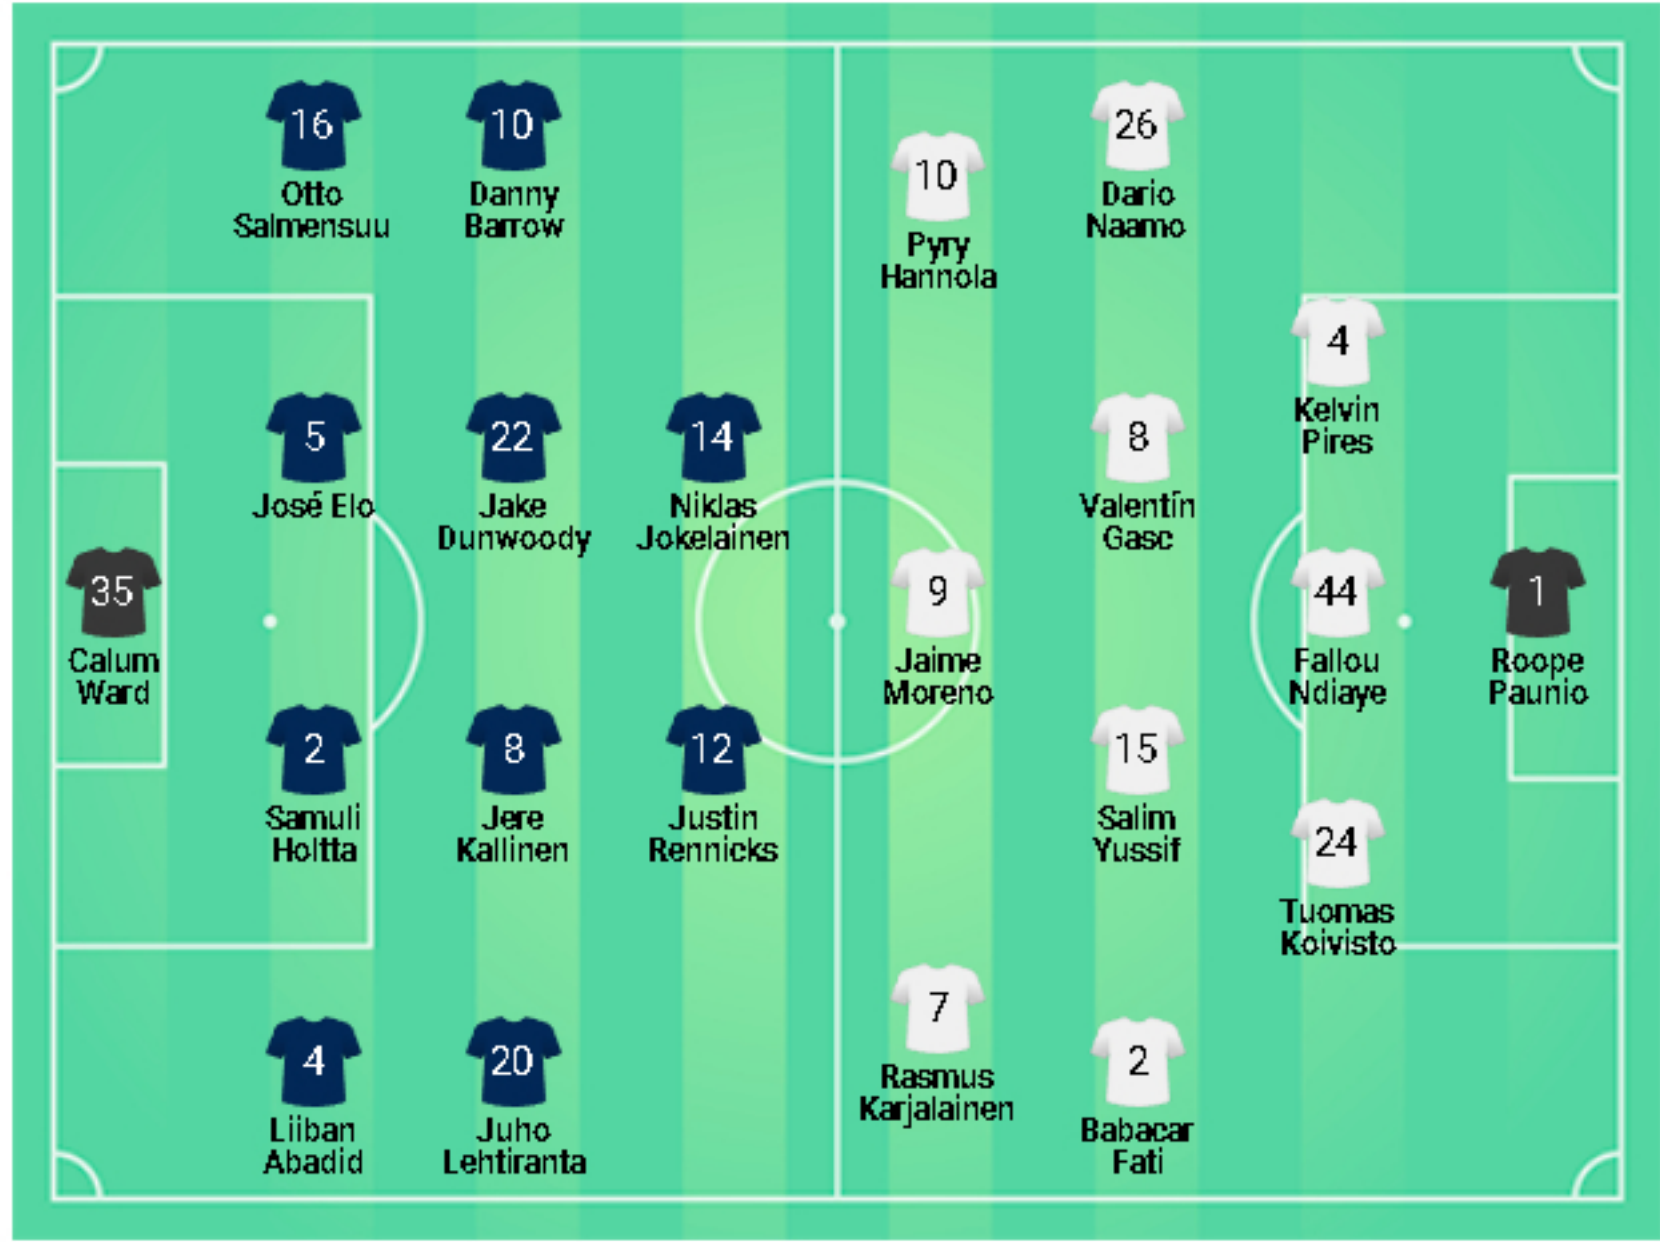 16
Otto
Salmensuu
10
Danny
Barrow
10
Pyry
Hannola
26
Dario
Naamo
5
José Elo
22
Jake
Dunwoody
14
Niklas
Jokelainen
8
Valentín
Gasc
4
Kelvin
Pires
35
Calum
Ward
9
Jaime
Moreno
44
Fallou
Ndiaye
1
Roope
Paunio
2
Samuli
Holtta
8
Jere
Kallinen
12
Justin
Rennicks
15
Salim
Yussif
24
Tuomas
Koivisto
4
Liiban
Abadid
20
Juho
Lehtiranta
7
Rasmus
Karjalainen
2
Babacar
Fati